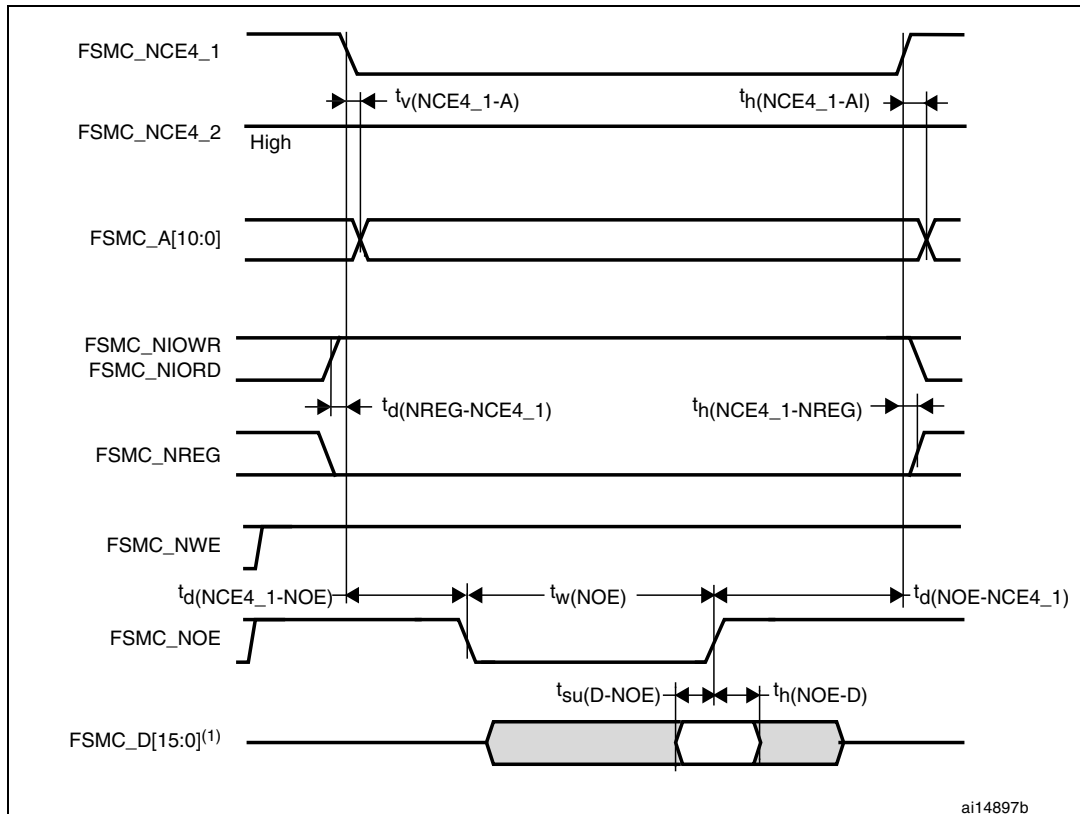 FSMC_NCE4_1
tv(NCE4_1-A)
th(NCE4_1-AI)
FSMC_NCE4_2
High
FSMC_A[10:0]
FSMC_NIOWR
FSMC_NIORD
td(NREG-NCE4_1)
th(NCE4_1-NREG)
FSMC_NREG
FSMC_NWE
td(NCE4_1-NOE)
tw(NOE)
td(NOE-NCE4_1)
FSMC_NOE
tsu(D-NOE)
th(NOE-D)
FSMC_D[15:0](1)
ai14897b